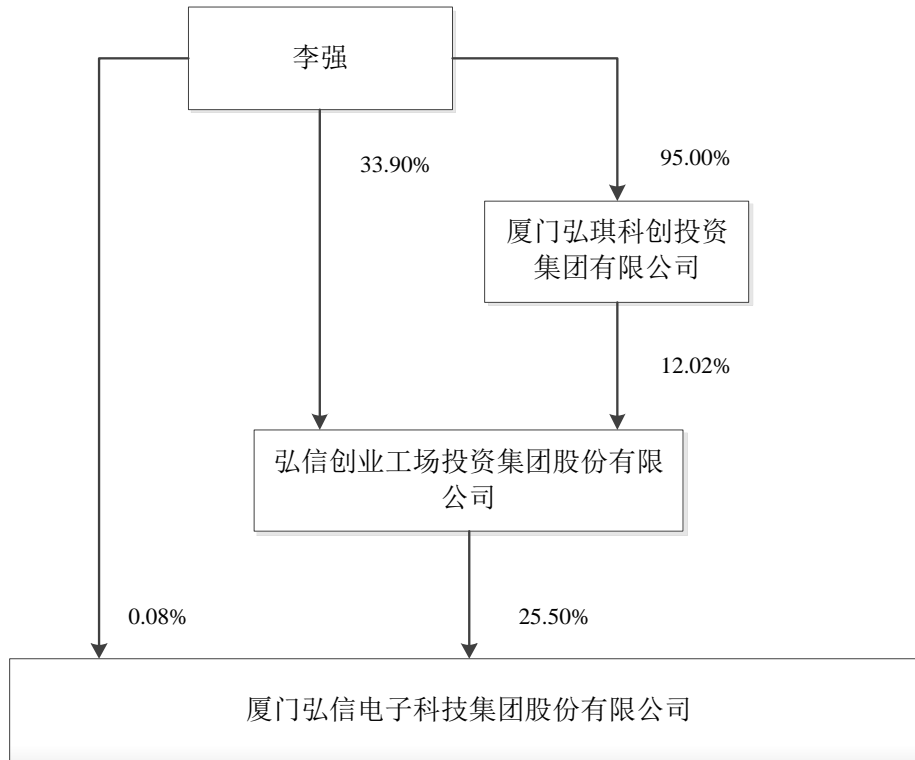 李强
33.90%
95.00%
厦门弘琪科创投资
集团有限公司
12.02%
弘信创业工场投资集团股份有限
公司
0.08%
25.50%
厦门弘信电子科技集团股份有限公司